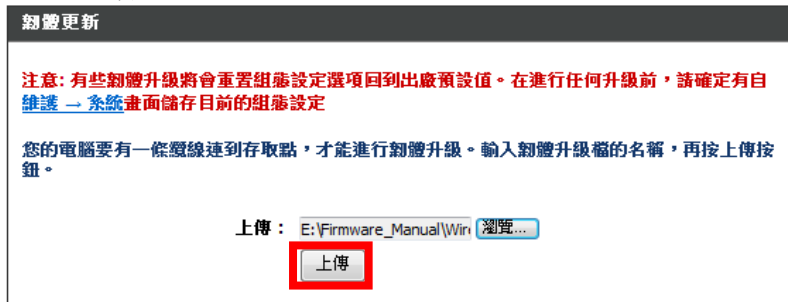 韌體更新
注意: 有些韌體升級將會重置組態設定選項回到出廠預設值。在進行任何升級前，請確定有自
維護 → 系統畫面儲存目前的組態設定
您的電腦要有一條纜線連到存取點，才能進行韌體升級。輸入韌體升級檔的名稱，再按上傳按
鈕。
上傳： E:\Firmware_Manual\Wir 瀏覽...
上傳